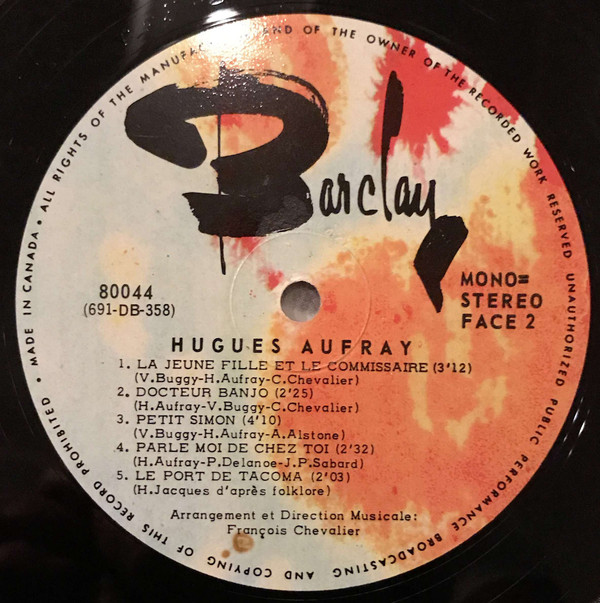 MADE IN CANADA • ALL RIGHTS OF THE MANUFACTURER AND OF THE OWNER OF THE RECORDED WORK RESERVED UNAUTHORIZED PUBLIC PERFORMANCE BROADCASTING AND COPYING OF THIS RECORD PROHIBITED •
Barclay
80044
(691-DB-358)
MONO=
STEREO
FACE 2
HUGUES AUFRAY
1. LA JEUNE FILLE ET LE COMMISSAIRE (3'12)
(V.Buggy-H.Aufray-C.Chevalier)
2. DOCTEUR BANJO (2'25)
(H.Aufray-V.Buggy-C.Chevalier)
3. PETIT SIMON (4'10)
(V.Buggy-H.Aufray-A.Alstone)
4. PARLE MOI DE CHEZ TOI (2'32)
(H.Aufray-P.Delanoe-J.P.Sabard)
5. LE PORT DE TACOMA (2'03)
(H.Jacques d'après folklore)
Arrangement et Direction Musicale:
François Chevalier